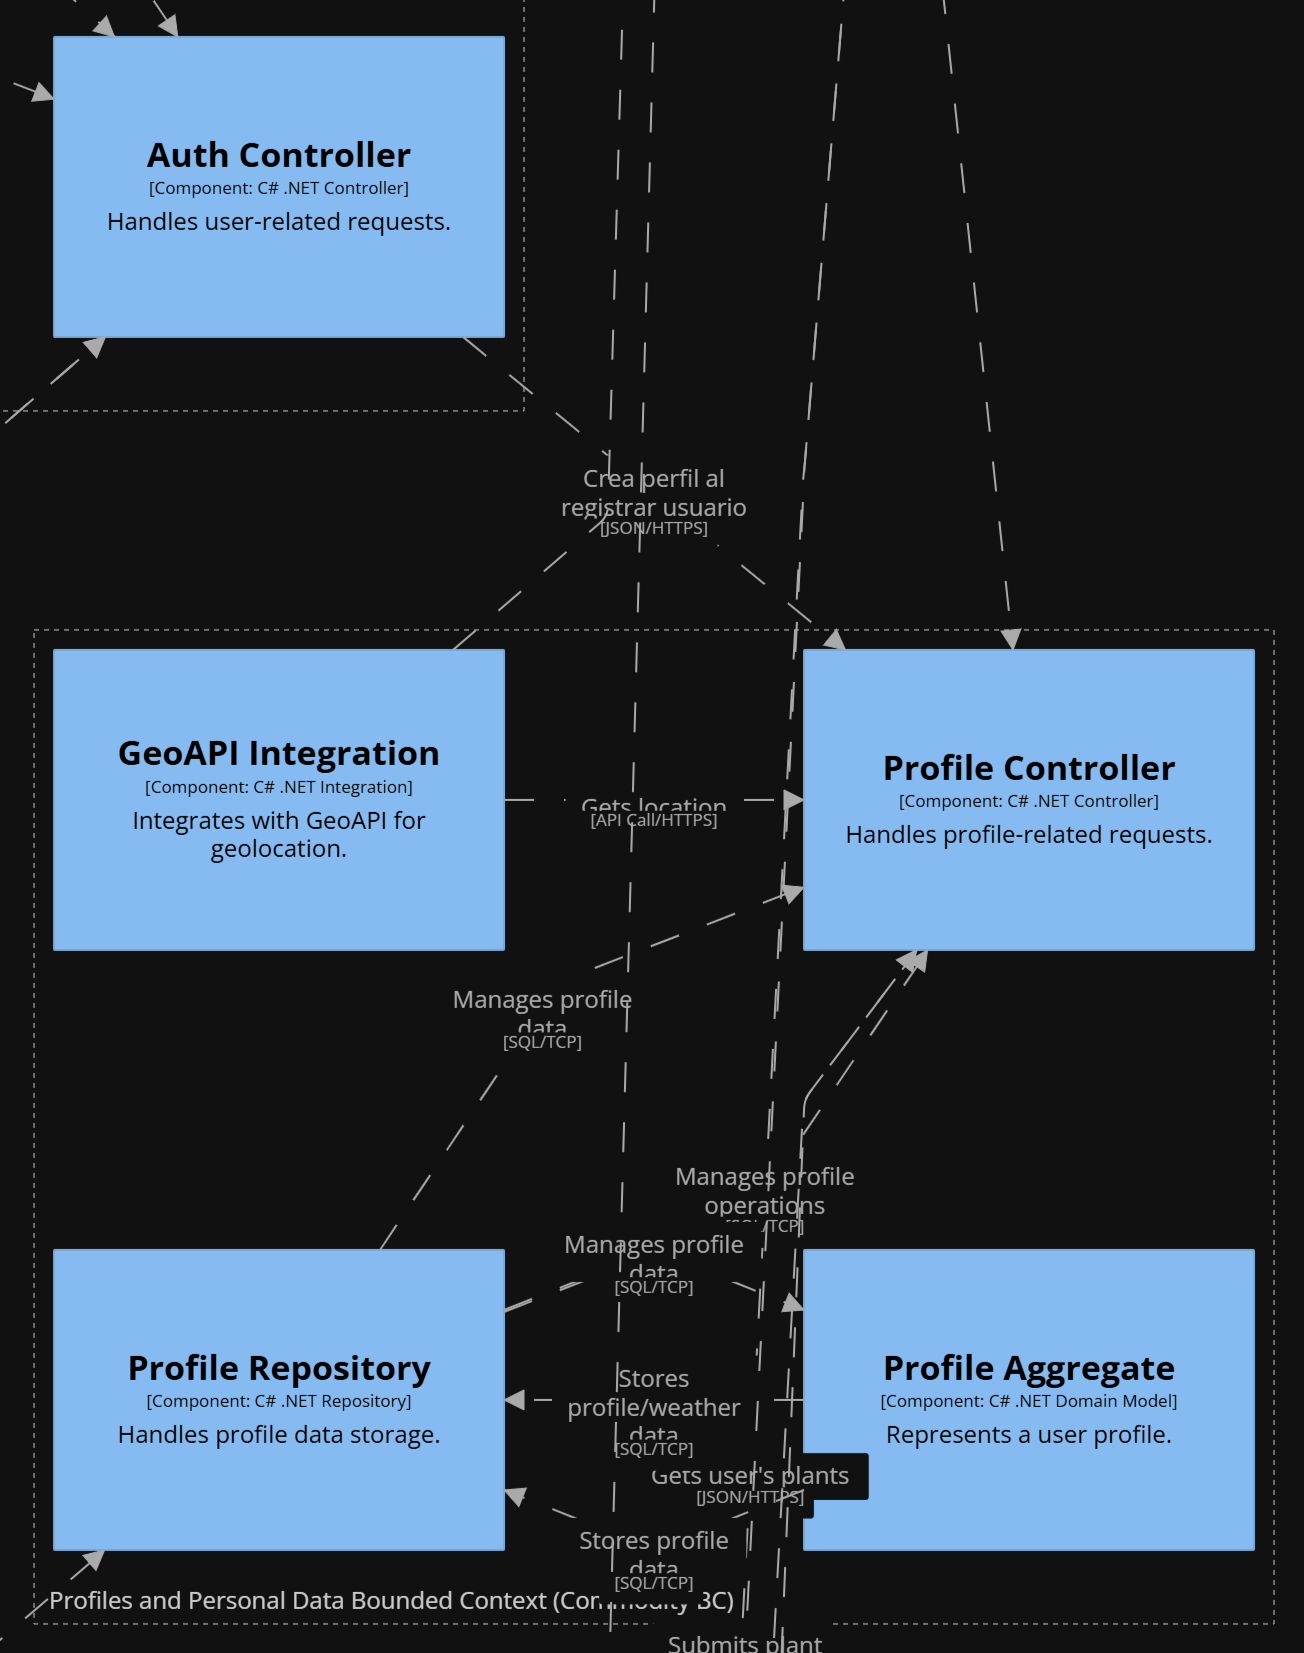 Auth Controller
[Component: C# .NET Controller]
Handles user-related requests.
Crea perfil al
registrar usuario
[JSON/HTTPS]
GeoAPI Integration
[Component: C# .NET Integration]
Integrates with GeoAPI for
geolocation.
Gets location
[API Call/HTTPS]
Profile Controller
[Component: C# .NET Controller]
Handles profile-related requests.
Manages profile
data
[SQL/TCP]
Manages profile
operations
[SQL/TCP]
Manages profile
data
[SQL/TCP]
Profile Repository
[Component: C# .NET Repository]
Handles profile data storage.
Stores
profile/weather
data
[SQL/TCP]
Profile Aggregate
[Component: C# .NET Domain Model]
Represents a user profile.
Gets user's plants
[JSON/HTTPS]
Stores profile
data
[SQL/TCP]
Profiles and Personal Data Bounded Context (Commodity BC)
Submits plant